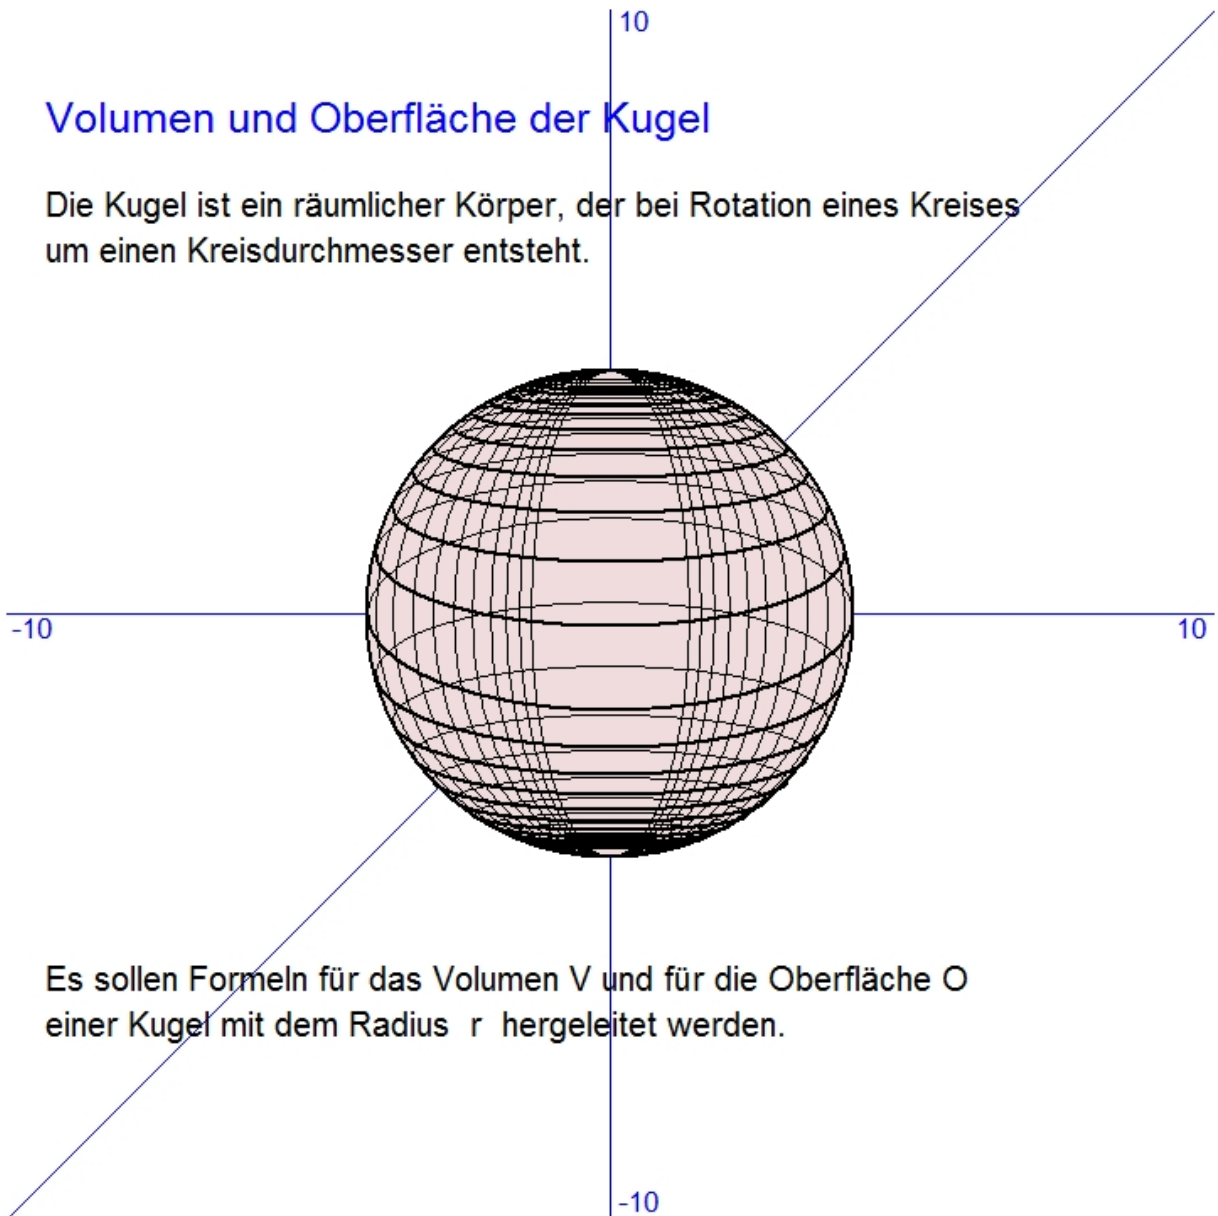 10
Volumen und Oberfläche der Kugel
Die Kugel ist ein räumlicher Körper, der bei Rotation eines Kreises
um einen Kreisdurchmesser entsteht.
-10
10
Es sollen Formeln für das Volumen V und für die Oberfläche O
einer Kugel mit dem Radius r hergeleitet werden.
-10